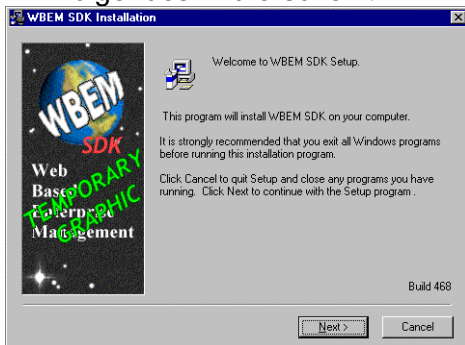 WBEM SDK Installation
Welcome to WBEM SDK Setup.
This program will install WBEM SDK on your computer.
It is strongly recommended that you exit all Windows programs
before running this installation program.
Click Cancel to quit Setup and close any programs you have
running. Click Next to continue with the Setup program .
WBEM
SDK
Web
Based
Enterprise
Management
TEMPORARY
GRAPHIC
Build 468
Next >
Cancel